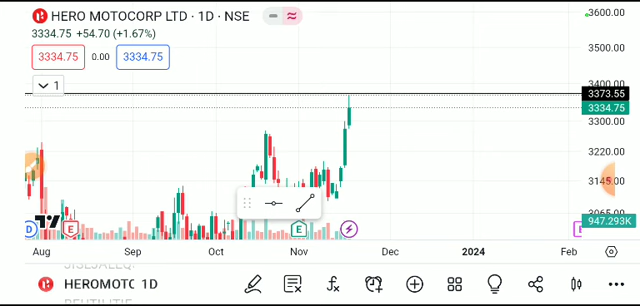 HERO MOTOCORP LTD · 1D · NSE
3334.75 +54.70 (+1.67%)
3334.75 0.00 3334.75
1
3600.00
3500.00
3400.00
3373.55
3334.75
3300.00
3220.00
3145.00
3065.00
947.293K
D E E E
Aug Sep Oct Nov Dec 2024 Feb
HEROMOTC 1D